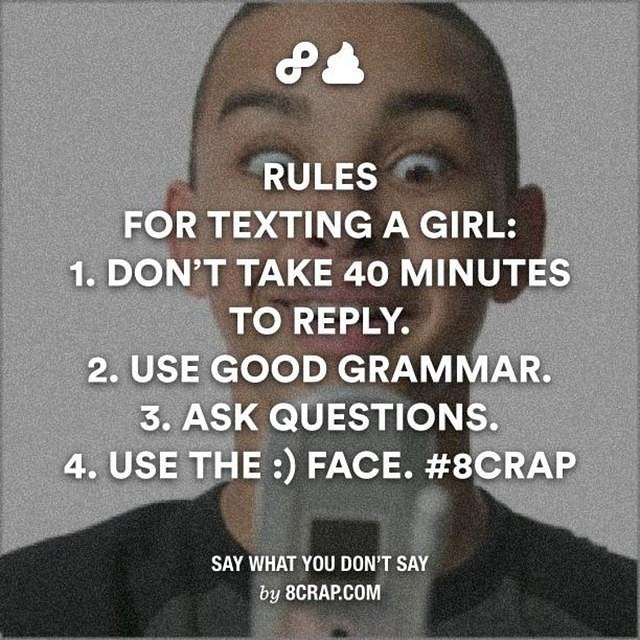 RULES
FOR TEXTING A GIRL:
1. DON'T TAKE 40 MINUTES
TO REPLY.
2. USE GOOD GRAMMAR.
3. ASK QUESTIONS.
4. USE THE :) FACE. #8CRAP
SAY WHAT YOU DON'T SAY
by 8CRAP.COM